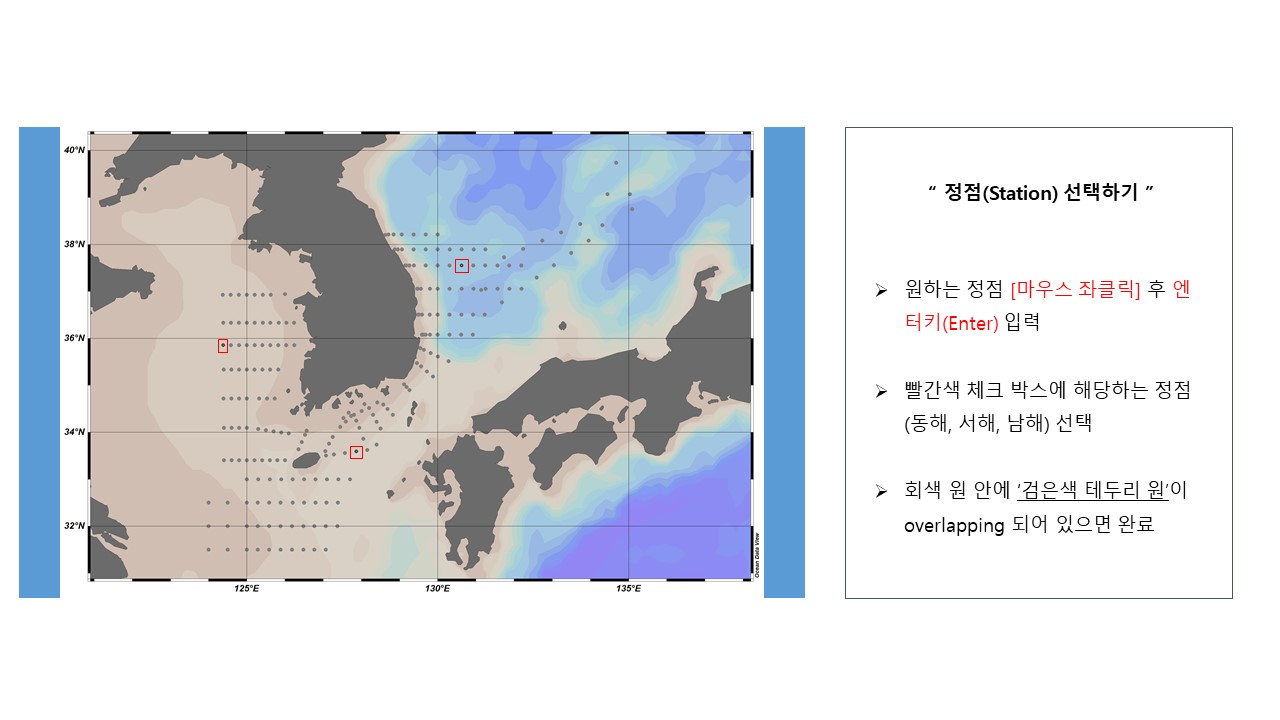 40°N
38°N
36°N
34°N
32°N
125°E
130°E
135°E
Ocean Data View
“ 정점(Station) 선택하기 ”
➢ 원하는 정점 [마우스 좌클릭] 후 엔
터키(Enter) 입력
➢ 빨간색 체크 박스에 해당하는 정점
(동해, 서해, 남해) 선택
➢ 회색 원 안에 ‘검은색 테두리 원’이
overlapping 되어 있으면 완료